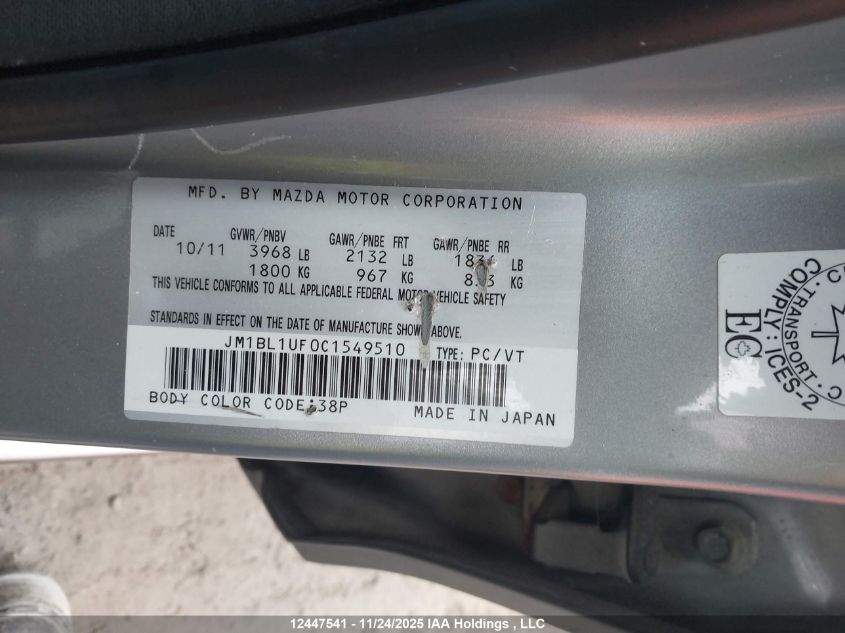 MFD. BY MAZDA MOTOR CORPORATION
DATE GVWR/PNBV GAWR/PNBE FRT GAWR/PNBE RR
10/11 3968 LB 2132 LB LB
1800 KG 967 KG KG
THIS VEHICLE CONFORMS TO ALL APPLICABLE FEDERAL MOTOR VEHICLE SAFETY
STANDARDS IN EFFECT ON THE DATE OF MANUFACTURE SHOWN ABOVE.
JM1BL1UF0C1549510 TYPE: PC/VT
BODY COLOR CODE:38P MADE IN JAPAN
EC
COMPLY: ICES-2
TRANSPORT
12447541 - 11/24/2025 IAA Holdings, LLC